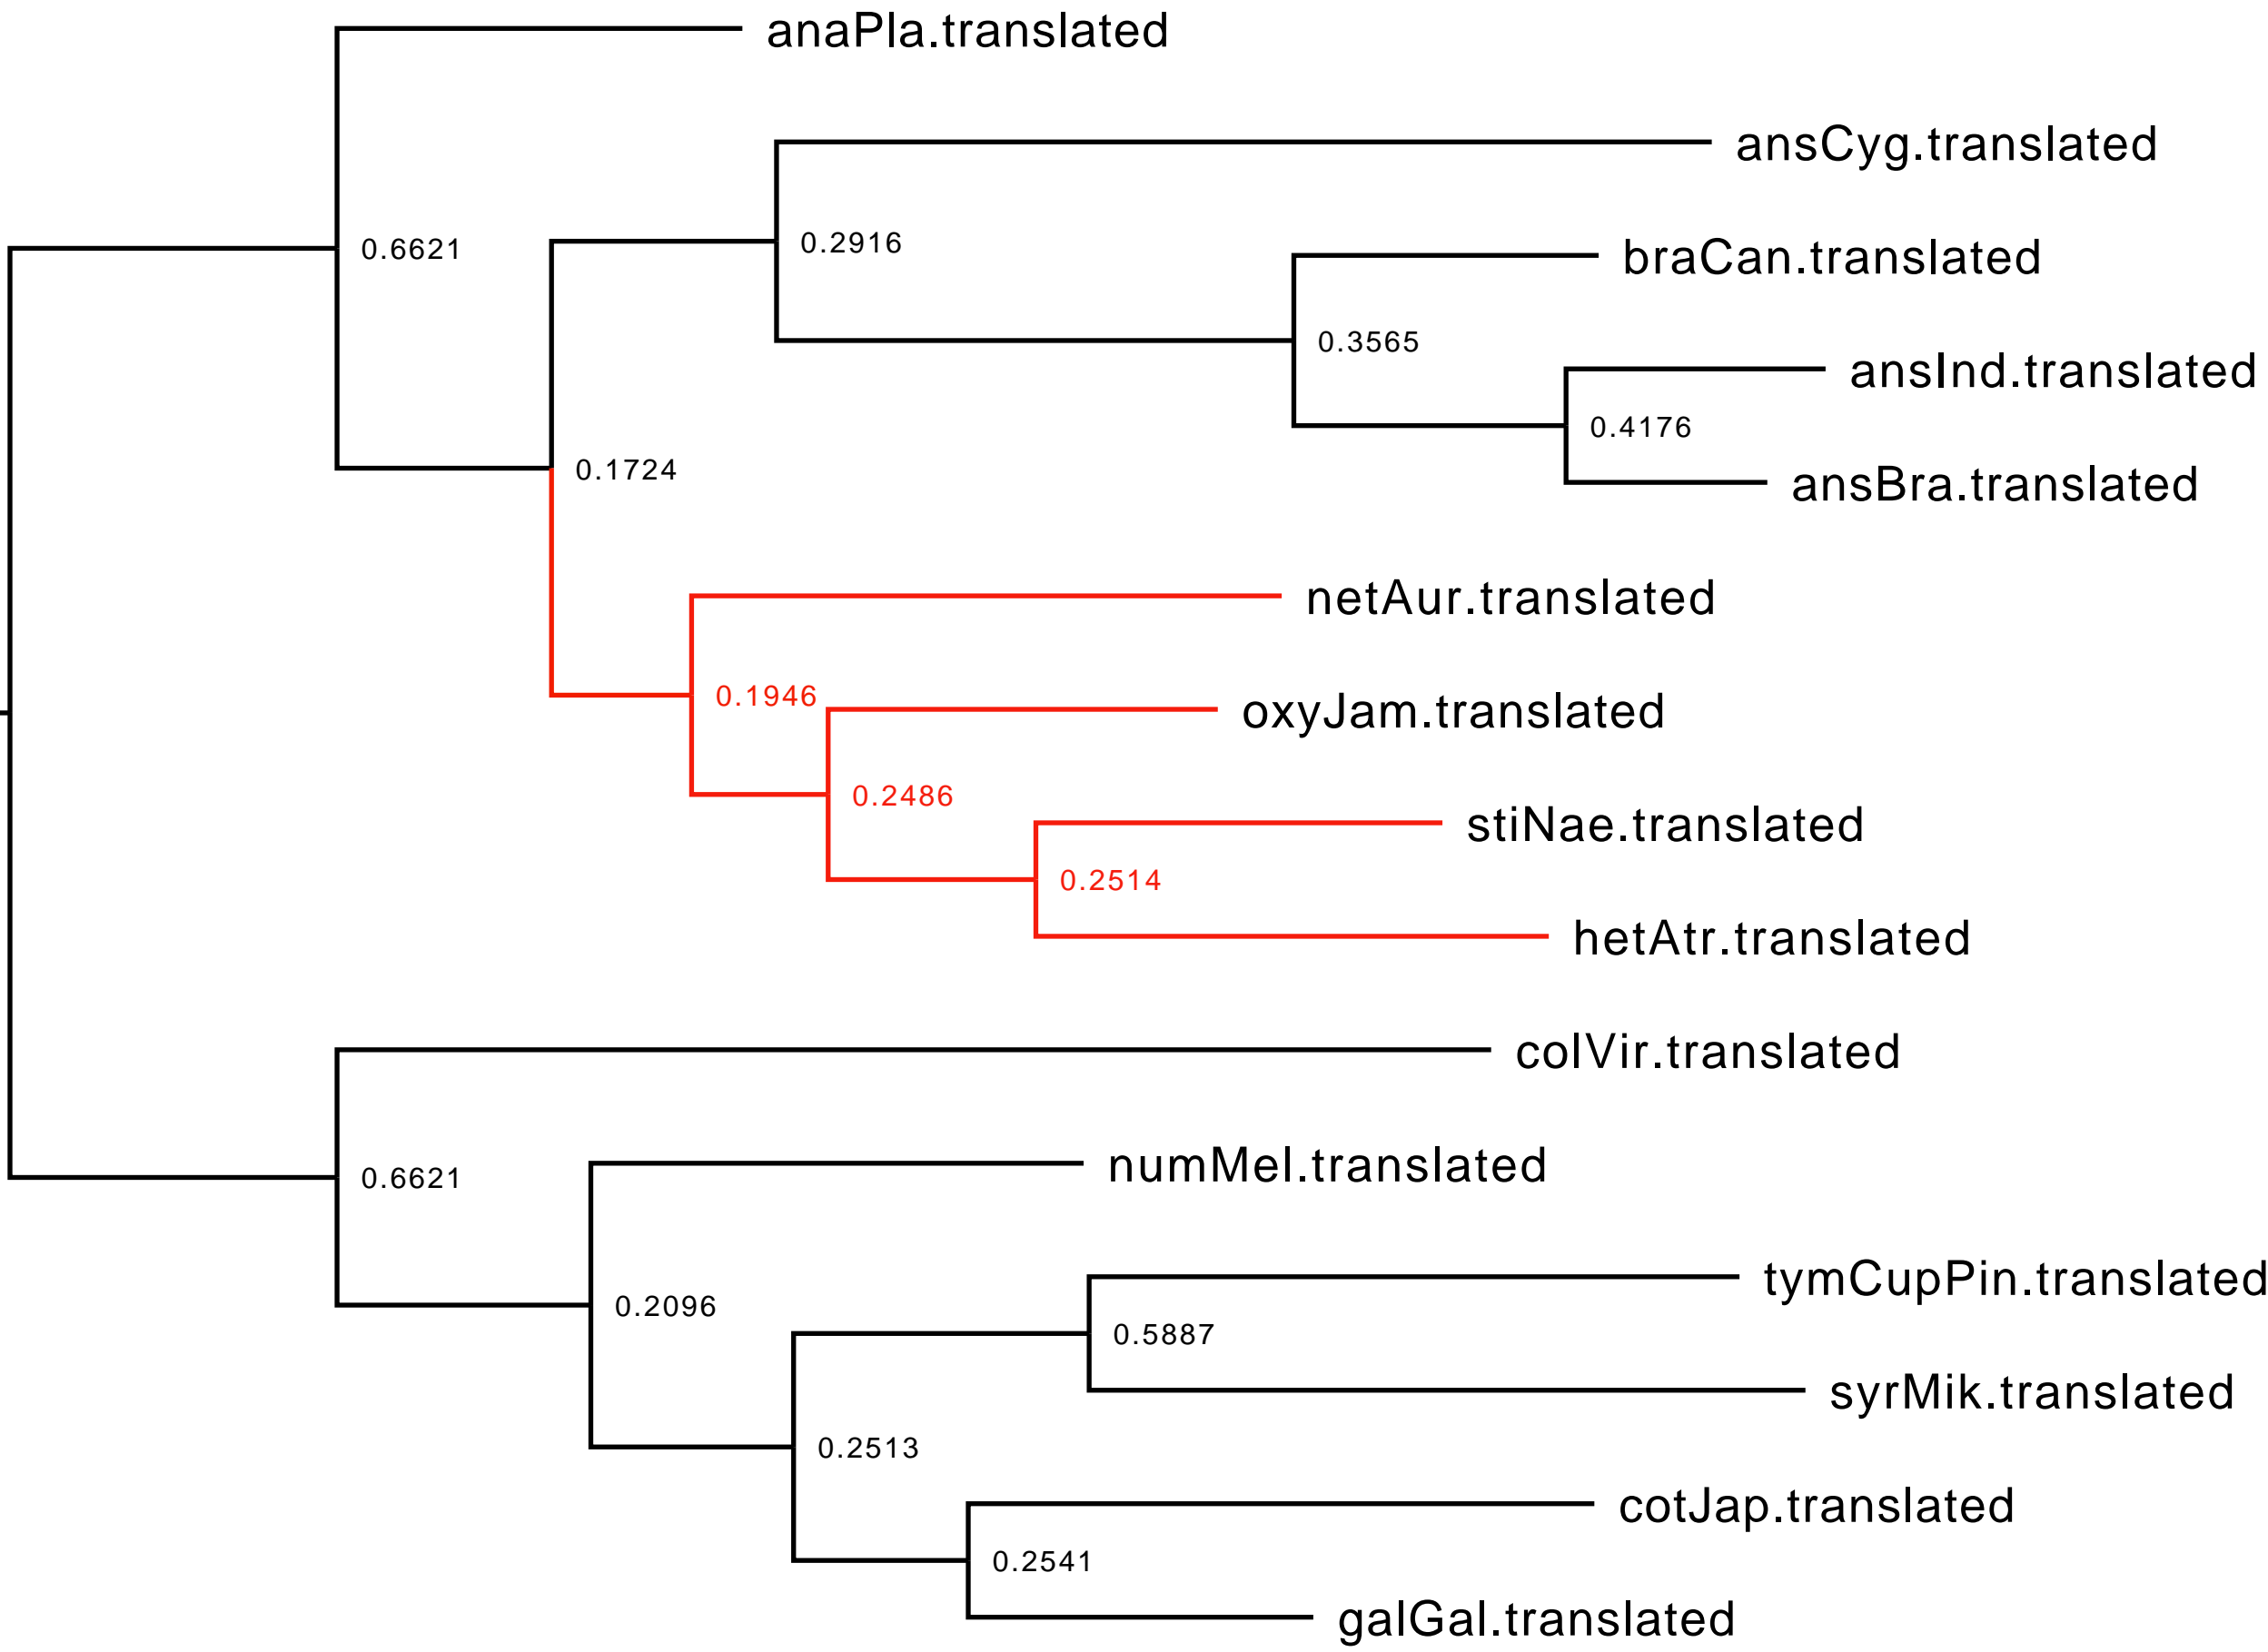 anaPla.translated
ansCyg.translated
0.6621
0.2916
braCan.translated
0.3565
ansInd.translated
0.4176
0.1724
ansBra.translated
netAur.translated
0.1946
oxyJam.translated
0.2486
stiNae.translated
0.2514
hetAtr.translated
colVir.translated
0.6621
numMel.translated
0.2096
tymCupPin.translated
0.5887
syrMik.translated
0.2513
cotJap.translated
0.2541
galGal.translated